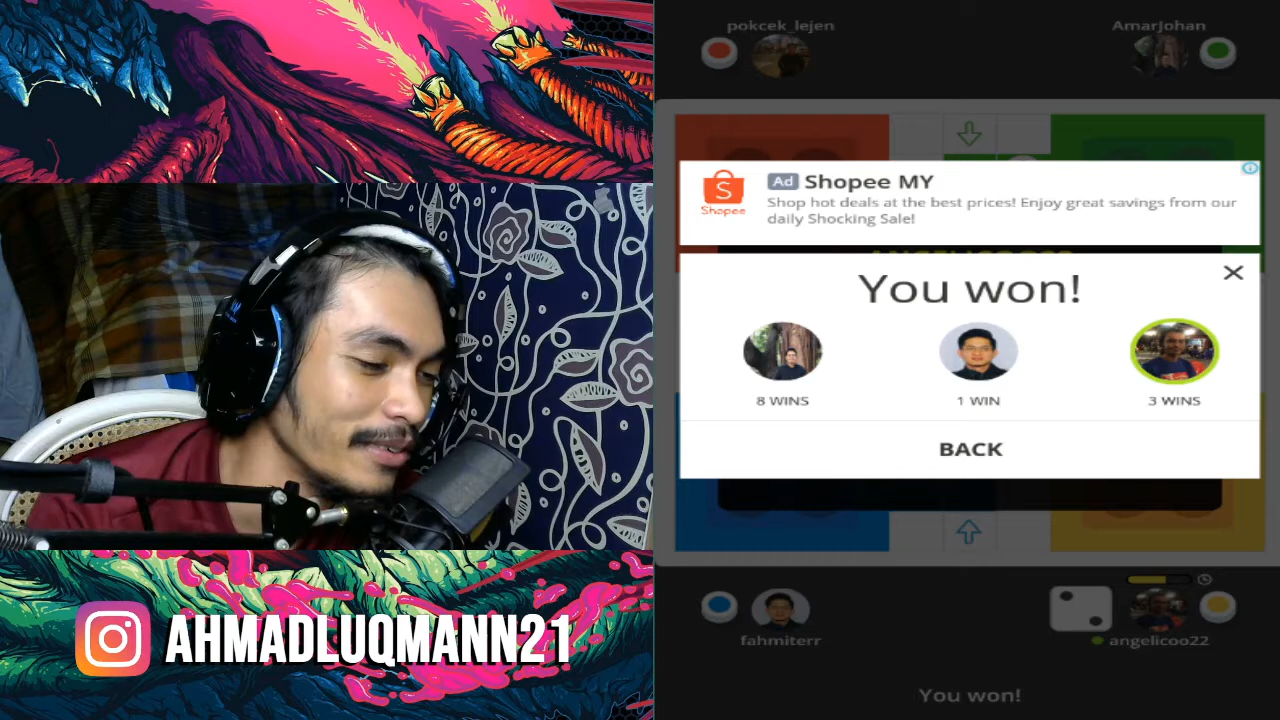 pokcek_lejen
AmarJohan
Shopee
Ad Shopee MY
Shop hot deals at the best prices! Enjoy great savings from our
daily Shocking Sale!
You won!
8 WINS
1 WIN
3 WINS
BACK
fahmiterr
angelicoo22
You won!
AHMADLUQMANN21